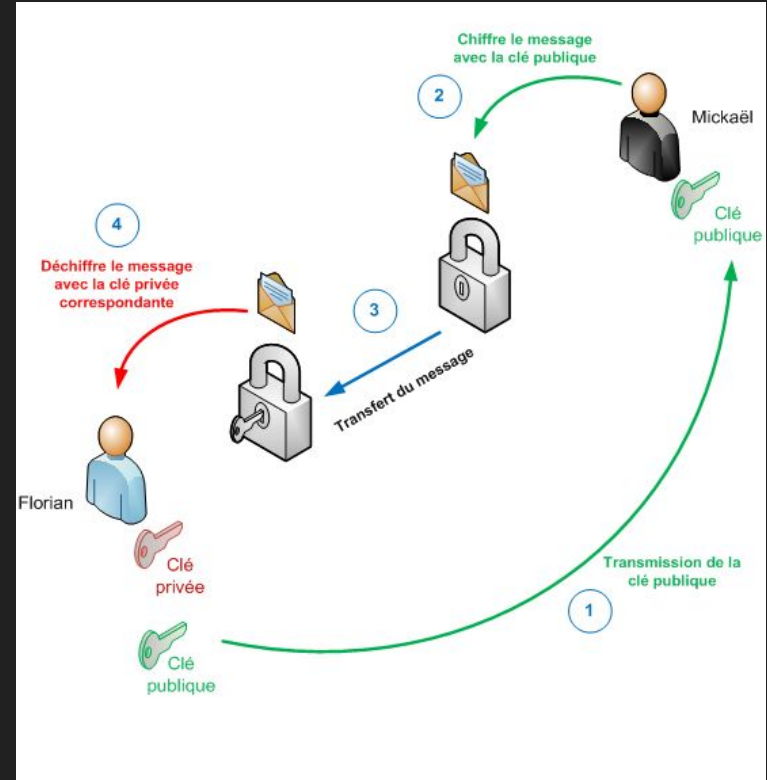 Chiffre le message
avec la clé publique
2
Mickaël
Clé
publique
4
Déchiffre le message
avec la clé privée
correspondante
3
Transfert du message
Florian
Clé
privée
Transmission de la
clé publique
1
Clé
publique